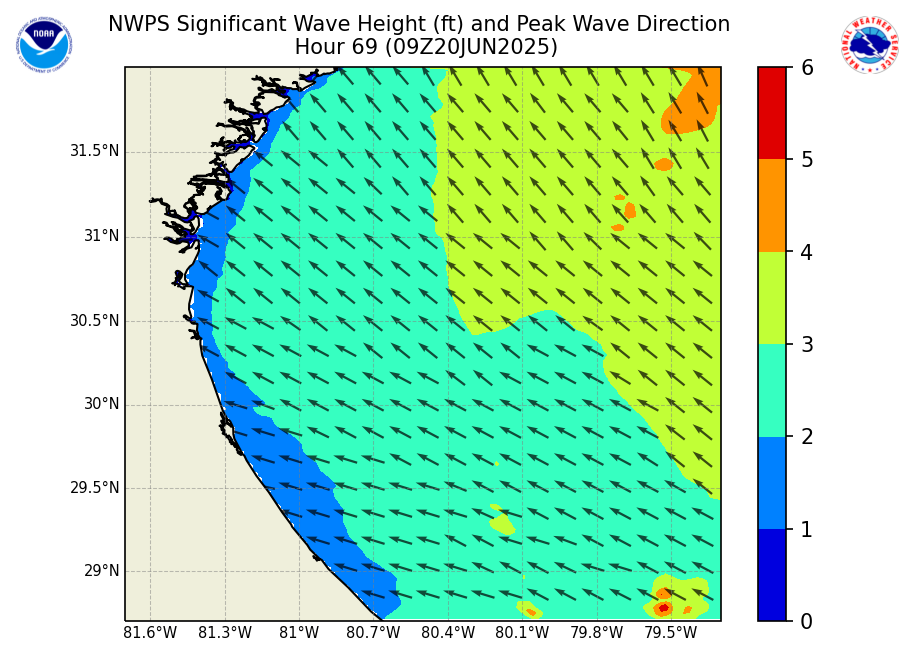 NWPS Significant Wave Height (ft) and Peak Wave Direction
Hour 69 (09Z20JUN2025)
NOAA
NATIONAL WEATHER SERVICE
31.5°N
31°N
30.5°N
30°N
29.5°N
29°N
81.6°W 81.3°W 81°W 80.7°W 80.4°W 80.1°W 79.8°W 79.5°W
6
5
4
3
2
1
0